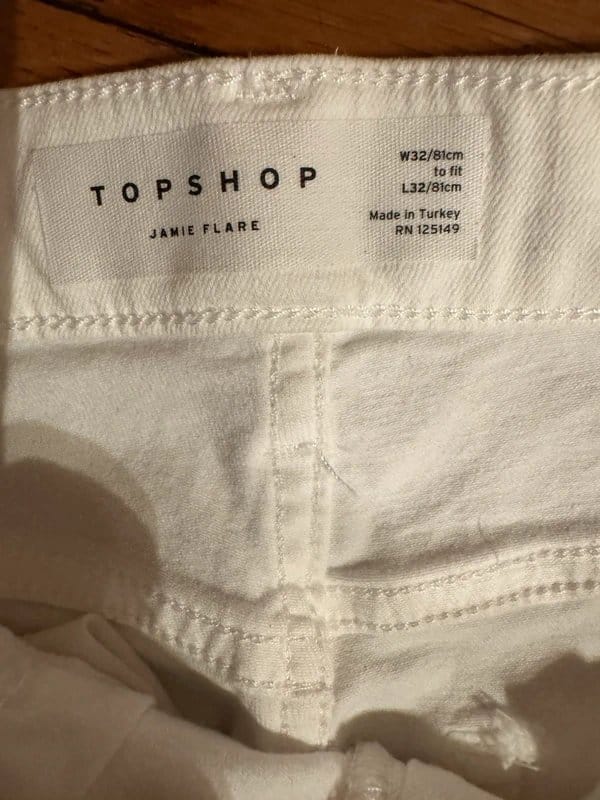 TOPSHOP
JAMIE FLARE
W32/81cm
to fit
L32/81cm
Made in Turkey
RN 125149